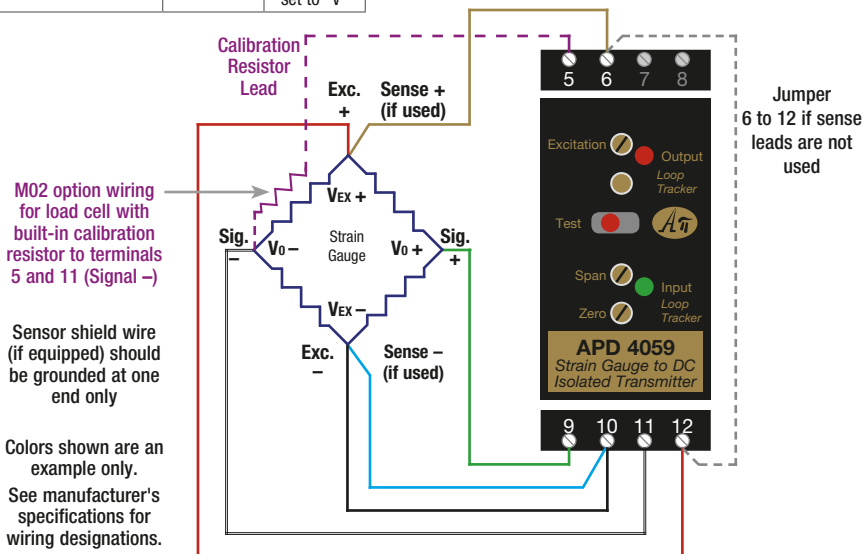 set to "V"
Calibration
Resistor
Lead
Exc.
+
Sense +
(if used)
5 6 7 8
Jumper
6 to 12 if sense
leads are not
used
Excitation
Output
Loop
Tracker
Test
Aπ
Span
Input
Loop
Tracker
Zero
APD 4059
Strain Gauge to DC
Isolated Transmitter
9 10 11 12
M02 option wiring
for load cell with
built-in calibration
resistor to terminals
5 and 11 (Signal –)
VEX +
Sig.
–
V0 –
Strain
Gauge
V0 +
Sig.
+
VEX –
Exc.
–
Sense –
(if used)
Sensor shield wire
(if equipped) should
be grounded at one
end only
Colors shown are an
example only.
See manufacturer's
specifications for
wiring designations.